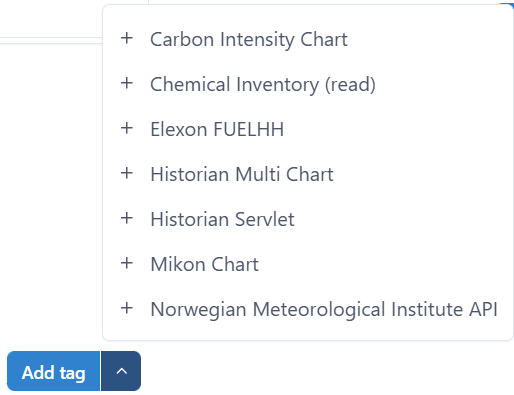 Carbon Intensity Chart
Chemical Inventory (read)
Elexon FUELHH
Historian Multi Chart
Historian Servlet
Mikon Chart
Norwegian Meteorological Institute API
Add tag